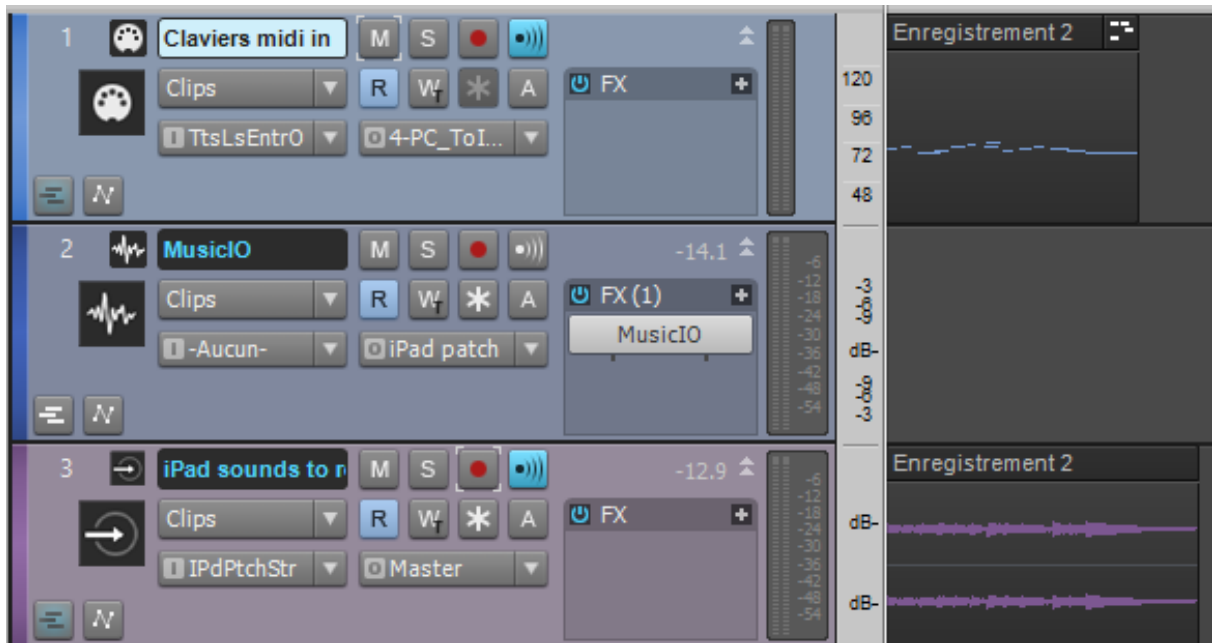 1 Claviers midi in M S
Clips R W T * A FX +
I TtsLsEntr0 O 4-PC_ToI...
120
96
72
48
Enregistrement 2
2 MusicIO M S -14.1
Clips R W T * A FX (1) +
MusicIO
I -Aucun- O iPad patch
-6
-12
-18
-24
-30
-36
-42
-48
-54
-3
-6
-9
dB-
-9
-6
-3
3 iPad sounds to r M S -12.9
Clips R W T * A FX +
I IPdPtchStr O Master
-6
-12
-18
-24
-30
-36
-42
-48
-54
dB-
dB-
Enregistrement 2